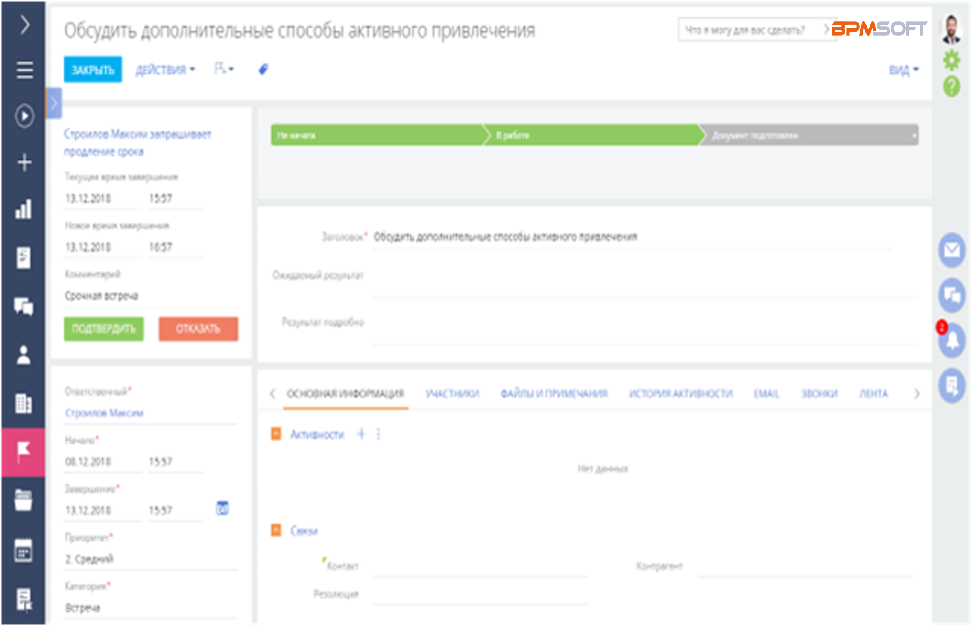 Обсудить дополнительные способы активного привлечения
Что я могу для вас сделать?
BPMSOFT
ЗАКРЫТЬ
ДЕЙСТВИЯ
ВИД
?
Строилов Максим запрашивает
продление срока
Текущее время завершения
13.12.2018 15:57
Новое время завершения
13.12.2018 16:57
Комментарий
Срочная встреча
ПОДТВЕРДИТЬ ОТКАЗАТЬ
Не начата
В работе
Документ подготовлен
Заголовок* Обсудить дополнительные способы активного привлечения
Ожидаемый результат
Результат подробно
2
Ответственный*
Строилов Максим
Начало*
08.12.2018 15:57
Завершение*
13.12.2018 15:57
Приоритет*
2. Средний
Категория*
Встреча
ОСНОВНАЯ ИНФОРМАЦИЯ УЧАСТНИКИ ФАЙЛЫ И ПРИМЕЧАНИЯ ИСТОРИЯ АКТИВНОСТИ EMAIL ЗВОНКИ ЛЕНТА
Активности
Нет данных
Связи
Контакт Контрагент
Резолюция